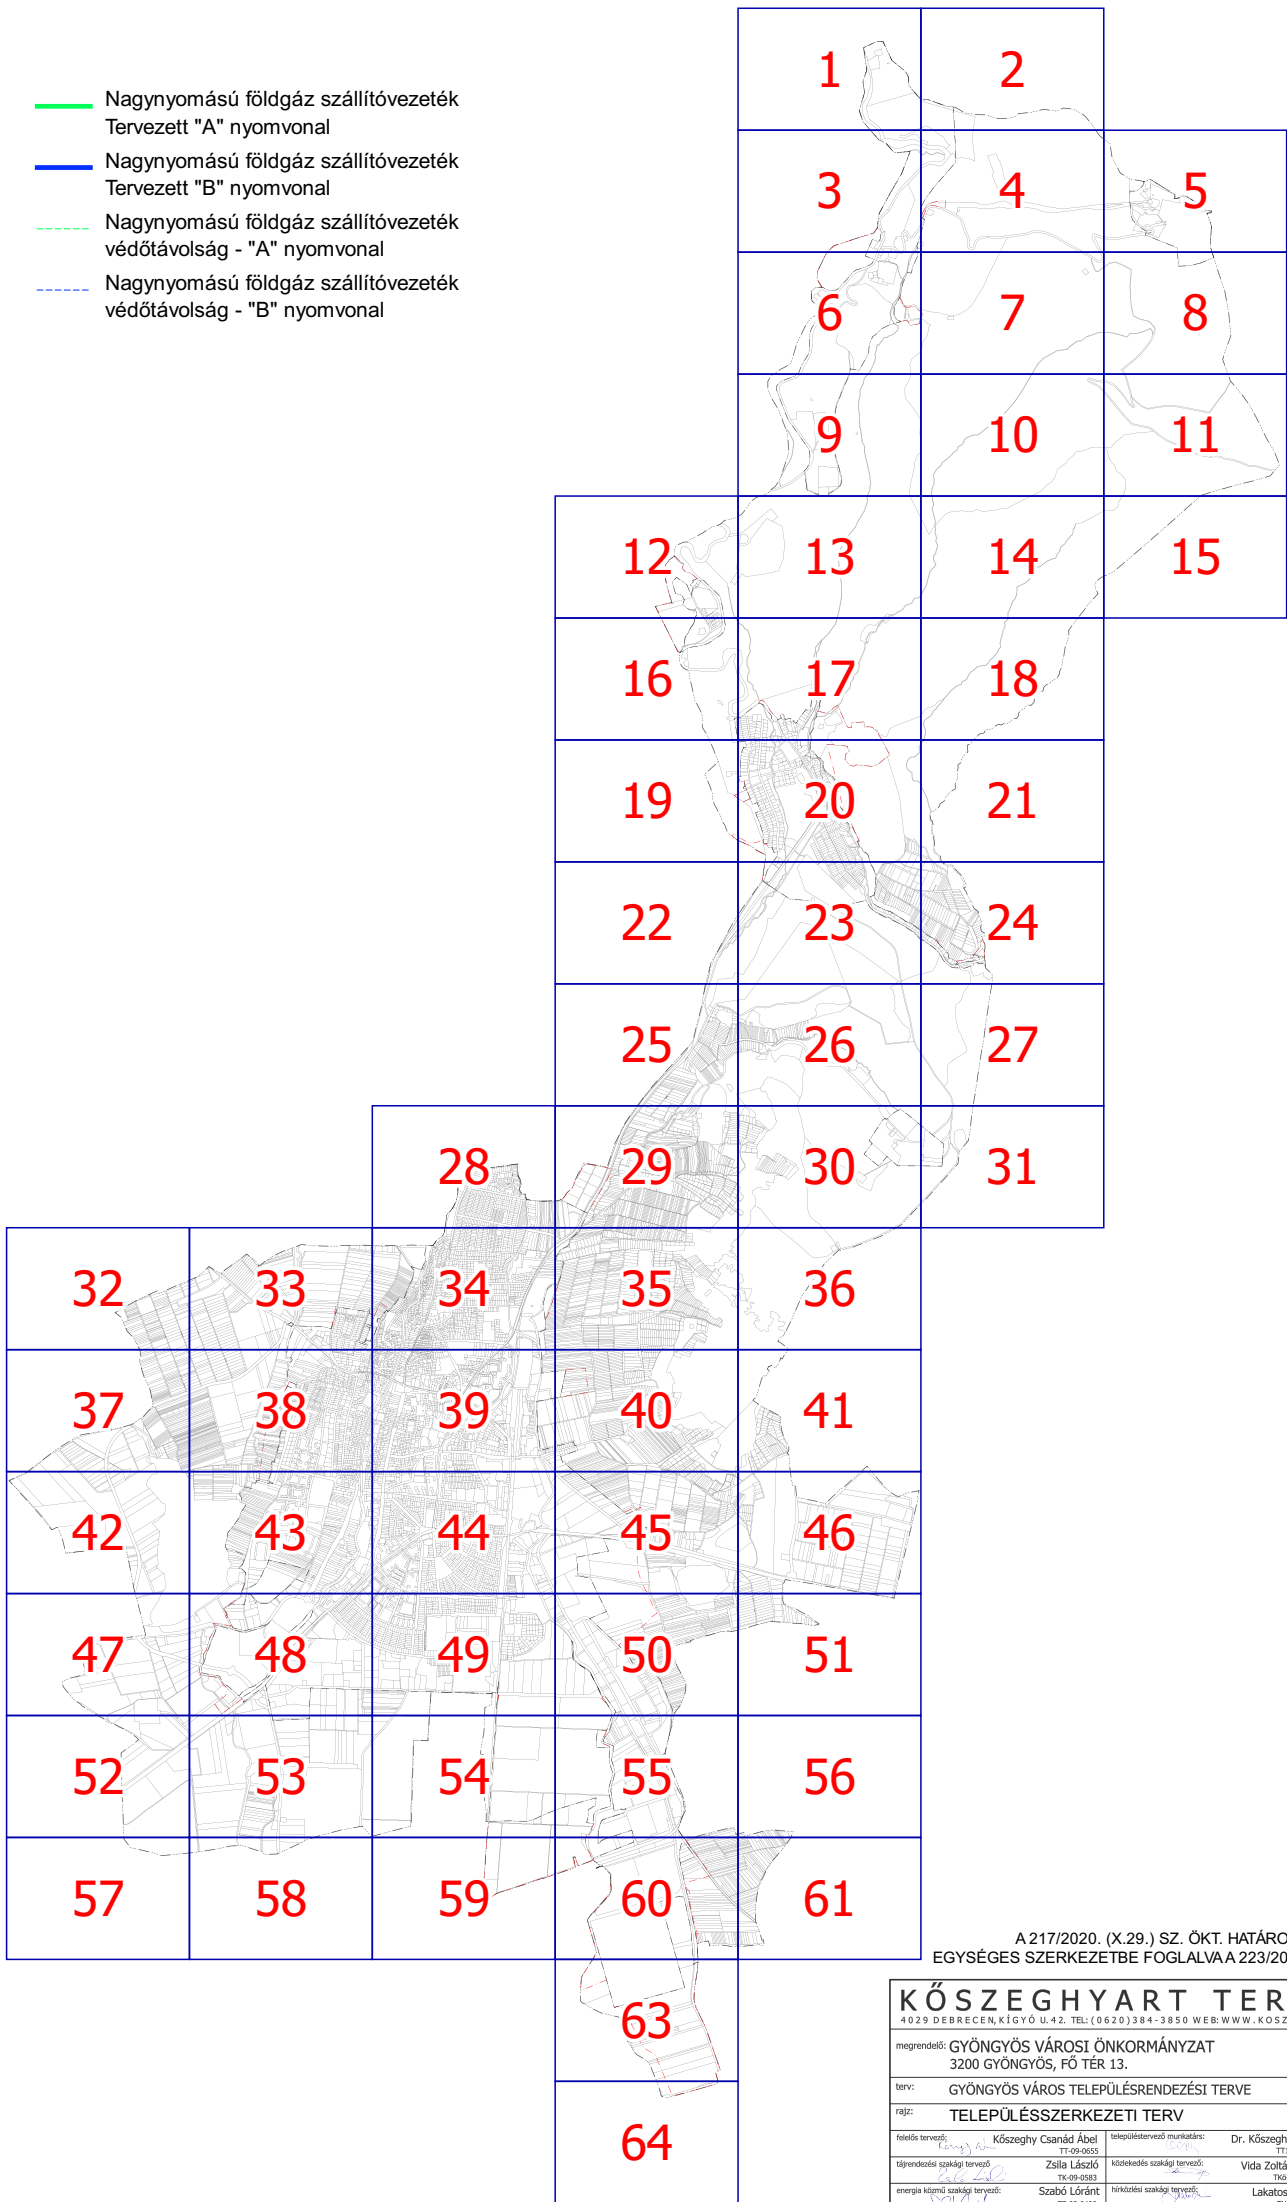 Nagynyomású földgáz szállítóvezeték
Tervezett "A" nyomvonal
Nagynyomású földgáz szállítóvezeték
Tervezett "B" nyomvonal
Nagynyomású földgáz szállítóvezeték
védőtávolság - "A" nyomvonal
Nagynyomású földgáz szállítóvezeték
védőtávolság - "B" nyomvonal
1 2
3 4 5
6 7 8
9 10 11
12 13 14 15
16 17 18
19 20 21
22 23 24
25 26 27
28 29 30 31
32 33 34 35 36
37 38 39 40 41
42 43 44 45 46
47 48 49 50 51
52 53 54 55 56
57 58 59 60 61
63
64
A 217/2020. (X.29.) SZ. ÖKT. HATÁRO
EGYSÉGES SZERKEZETBE FOGLALVA A 223/20
KŐSZEGHYART TER
4029 DEBRECEN, KÍGYÓ U. 42. TEL: (0620)384-3850 WEB: WWW.KOSZ
megrendelő: GYÖNGYÖS VÁROSI ÖNKORMÁNYZAT
3200 GYÖNGYÖS, FŐ TÉR 13.
terv: GYÖNGYÖS VÁROS TELEPÜLÉSRENDEZÉSI TERVE
rajz: TELEPÜLÉSSZERKEZETI TERV
felelős tervező: Kőszeghy Csanád Ábel településtervező munkatárs: Dr. Kőszegh
TT-09-0655
tájrendezési szakági tervező Zsila László közlekedés szakági tervező: Vida Zoltá
TK-09-0583
energia közmű szakági tervező: Szabó Lóránt hírközlési szakági tervező: Lakatos